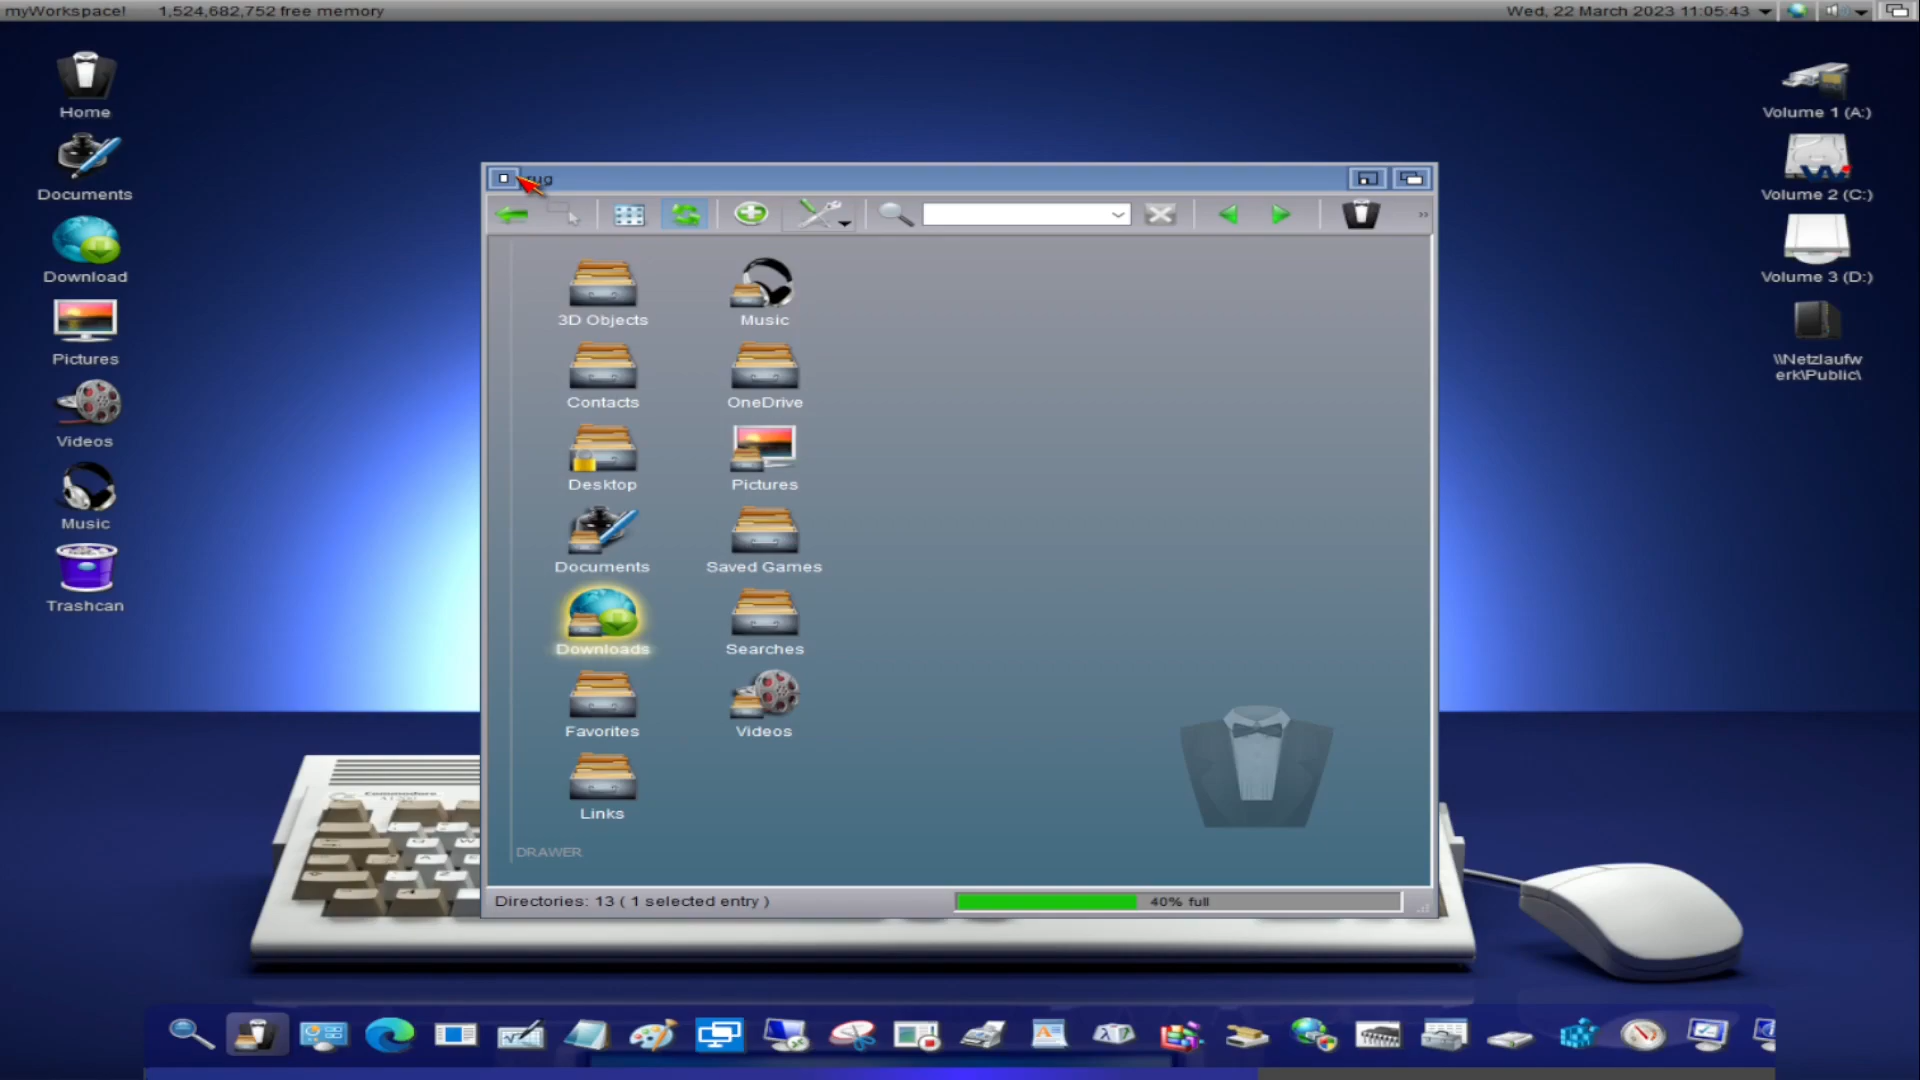 myWorkspace! 1,524,682,752 free memory
Wed, 22 March 2023 11:05:43
Home
Documents
Download
Pictures
Videos
Music
Trashcan
Volume 1 (A:)
Volume 2 (C:)
Volume 3 (D:)
\\Netzlaufw
erk\Public\
rug
3D Objects
Music
Contacts
OneDrive
Desktop
Pictures
Documents
Saved Games
Downloads
Searches
Favorites
Videos
Links
DRAWER
Directories: 13 ( 1 selected entry )
40% full
Commodore